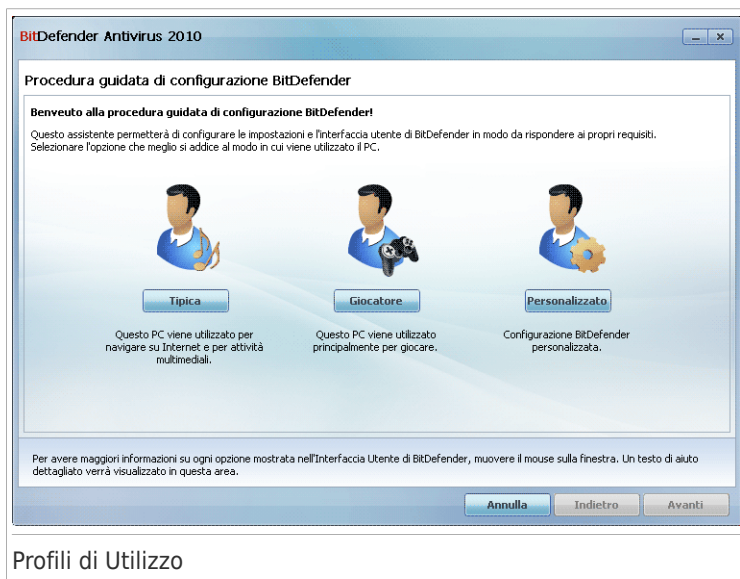 BitDefender Antivirus 2010
Procedura guidata di configurazione BitDefender
Benveuto alla procedura guidata di configurazione BitDefender!
Questo assistente permetterà di configurare le impostazioni e l'interfaccia utente di BitDefender in modo da rispondere ai propri requisiti.
Selezionare l'opzione che meglio si addice al modo in cui viene utilizzato il PC.
Tipica
Giocatore
Personalizzato
Questo PC viene utilizzato per
navigare su Internet e per attività
multimediali.
Questo PC viene utilizzato
principalmente per giocare.
Configurazione BitDefender
personalizzata.
Per avere maggiori informazioni su ogni opzione mostrata nell'Interfaccia Utente di BitDefender, muovere il mouse sulla finestra. Un testo di aiuto
dettagliato verrà visualizzato in questa area.
Annulla
Indietro
Avanti
Profili di Utilizzo